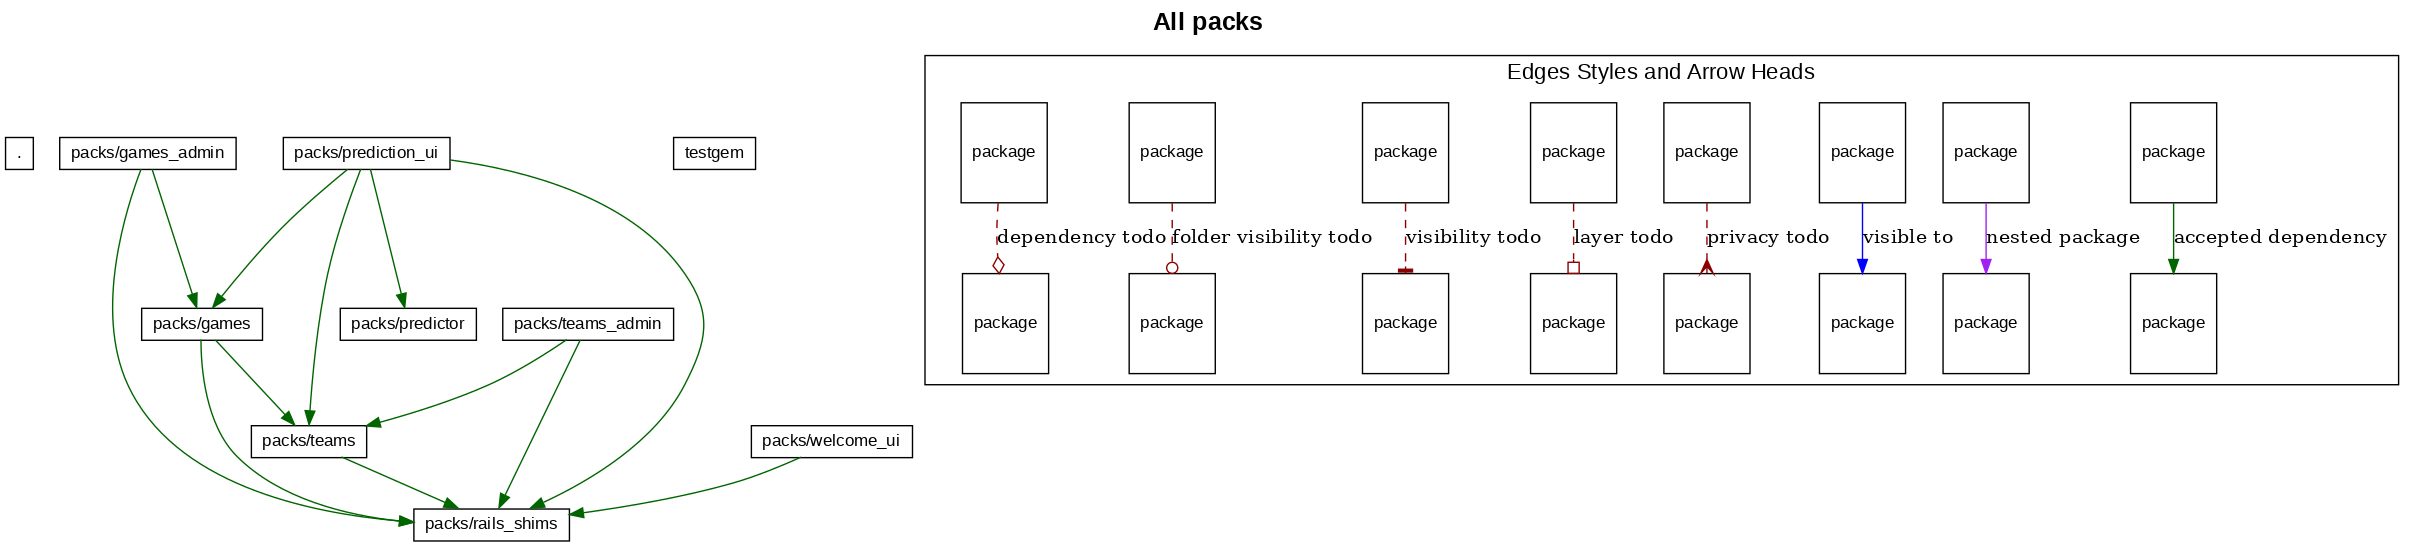 All packs
Edges Styles and Arrow Heads
.
packs/games_admin
packs/prediction_ui
testgem
packs/games
packs/predictor
packs/teams_admin
packs/teams
packs/welcome_ui
packs/rails_shims
package
package
package
package
package
package
package
package
dependency todo
folder visibility todo
visibility todo
layer todo
privacy todo
visible to
nested package
accepted dependency
package
package
package
package
package
package
package
package